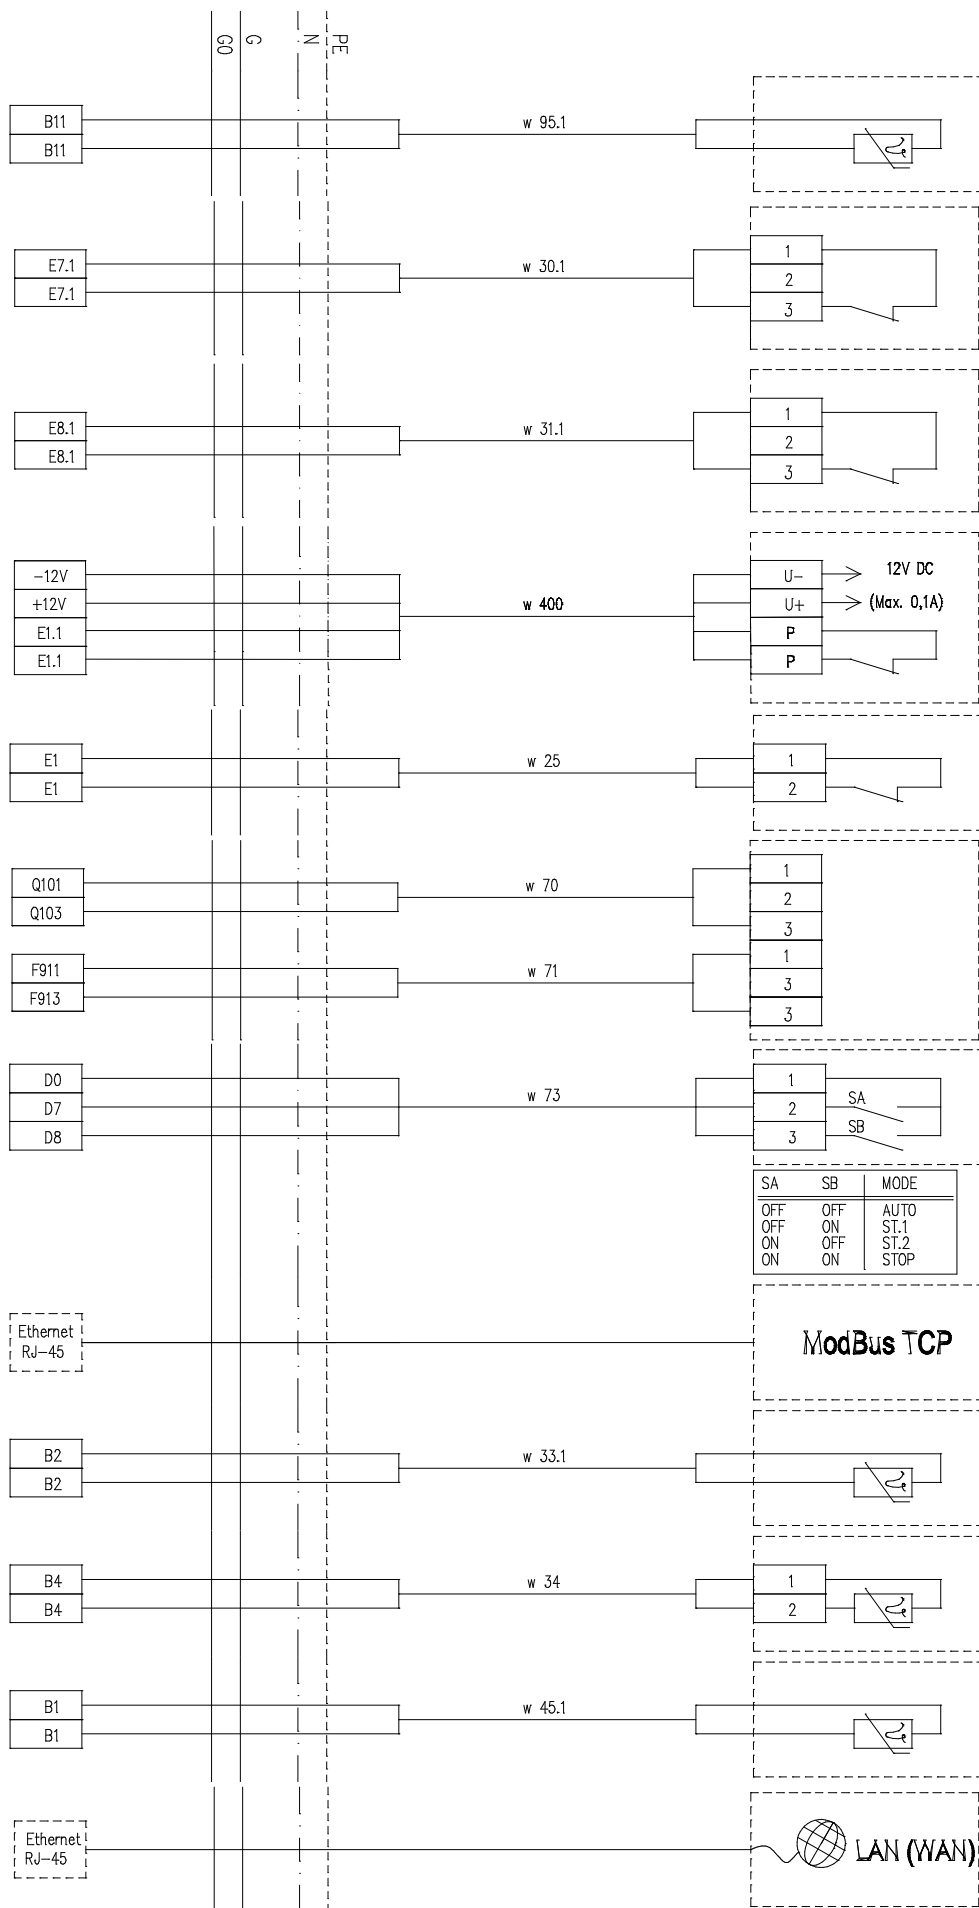 G0 G N PE
B11
B11
w 95.1
E7.1
E7.1
w 30.1
1
2
3
E8.1
E8.1
w 31.1
1
2
3
-12V
+12V
E1.1
E1.1
w 400
U-
U+
P
P
12V DC
(Max. 0,1A)
E1
E1
w 25
1
2
Q101
Q103
w 70
1
2
3
F911
F913
w 71
1
3
3
D0
D7
D8
w 73
1
2
3
SA
SB
SA SB MODE
OFF OFF AUTO
OFF ON ST.1
ON OFF ST.2
ON ON STOP
Ethernet
RJ-45
ModBus TCP
B2
B2
w 33.1
B4
B4
w 34
1
2
B1
B1
w 45.1
Ethernet
RJ-45
LAN (WAN)